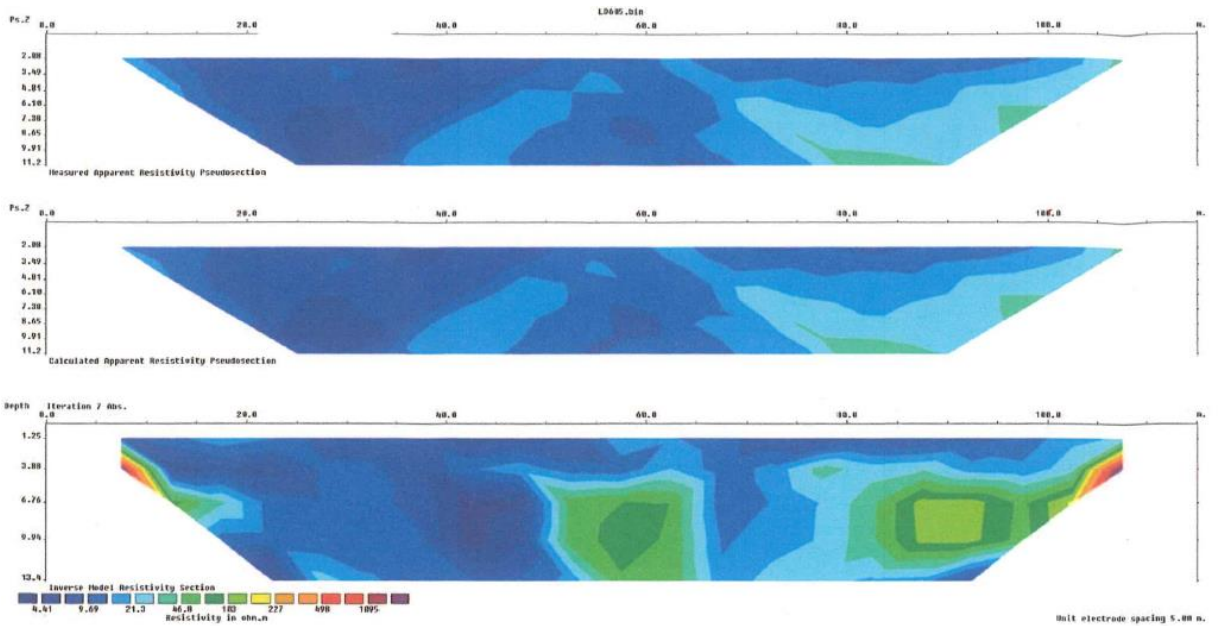 LD605.bin
Ps.Z 0.0 20.0 40.0 60.0 80.0 100.0 m.
2.00
3.49
4.81
6.10
7.38
8.65
9.91
11.2
Measured Apparent Resistivity Pseudosection
Ps.Z 0.0 20.0 40.0 60.0 80.0 100.0 m.
2.00
3.49
4.81
6.10
7.38
8.65
9.91
11.2
Calculated Apparent Resistivity Pseudosection
Depth Iteration 7 Abs.
0.0 20.0 40.0 60.0 80.0 100.0 m.
1.25
3.88
6.76
9.94
13.4
Inverse Model Resistivity Section
4.41 9.69 21.3 46.8 103 227 498 1095
Resistivity in ohm.m
Unit electrode spacing 5.00 m.